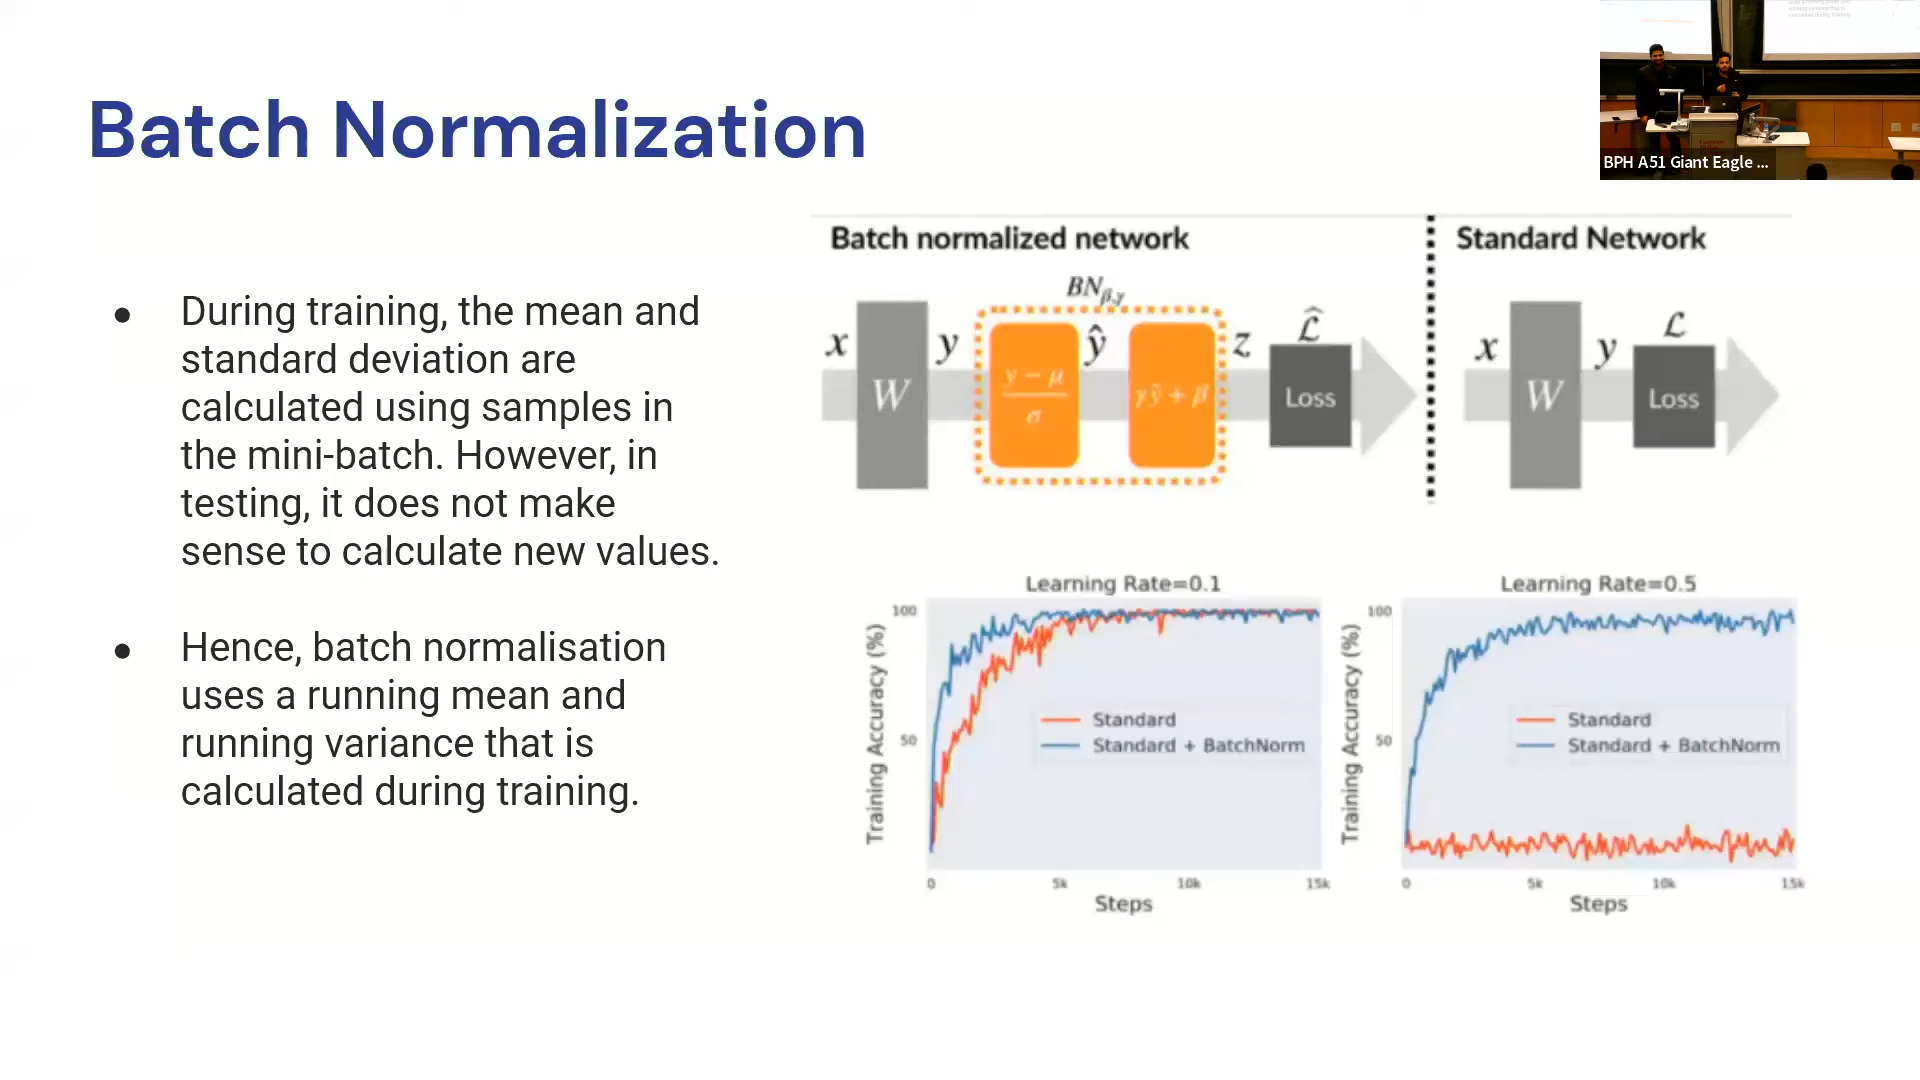 Batch Normalization
BPH A51 Giant Eagle ...
● During training, the mean and
standard deviation are
calculated using samples in
the mini-batch. However, in
testing, it does not make
sense to calculate new values.
● Hence, batch normalisation
uses a running mean and
running variance that is
calculated during training.
Batch normalized network
BN_{β,γ}
x W y
y − μ
σ
ŷ
γŷ + β
z
ℒ̂
Loss
Standard Network
x W y
ℒ
Loss
Learning Rate=0.1
Training Accuracy (%)
100
50
Standard
Standard + BatchNorm
0 5k 10k 15k
Steps
Learning Rate=0.5
Training Accuracy (%)
100
50
Standard
Standard + BatchNorm
0 5k 10k 15k
Steps